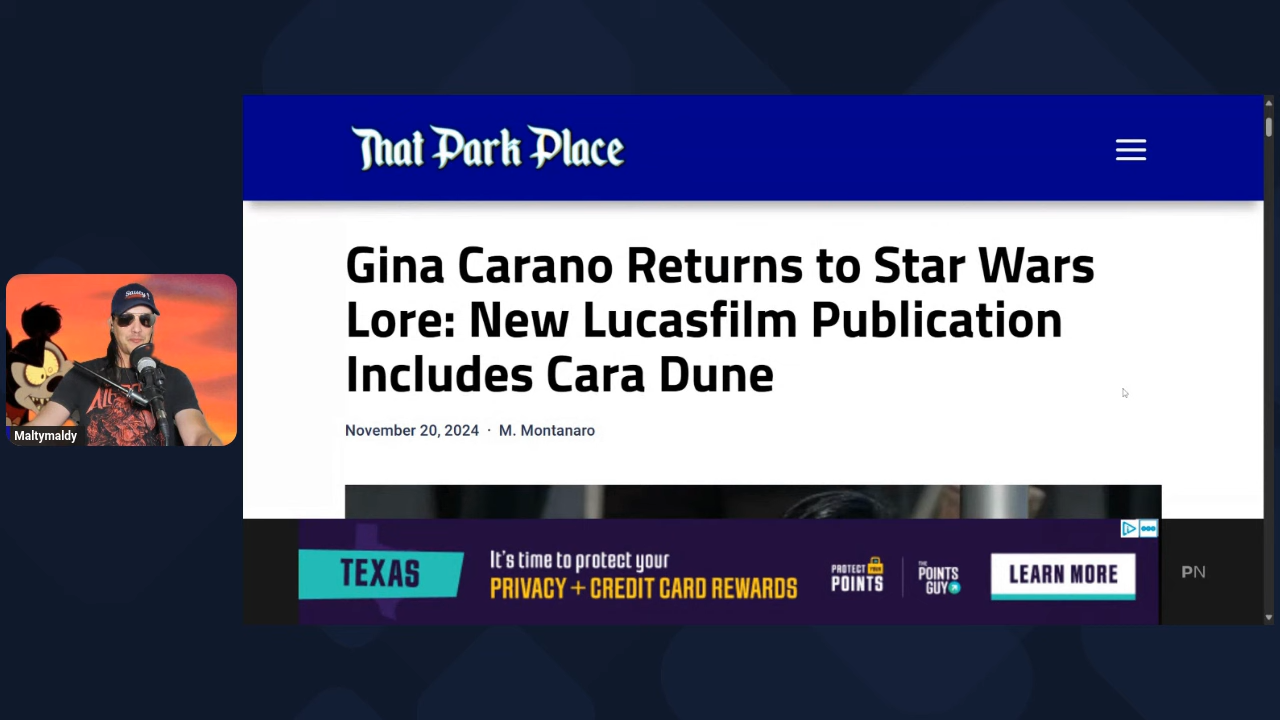 That Park Place
Gina Carano Returns to Star Wars
Lore: New Lucasfilm Publication
Includes Cara Dune
November 20, 2024 · M. Montanaro
Maltymaldy
TEXAS
It's time to protect your
PRIVACY + CREDIT CARD REWARDS
PROTECT YOUR
POINTS
THE
POINTS
GUY
LEARN MORE
PN